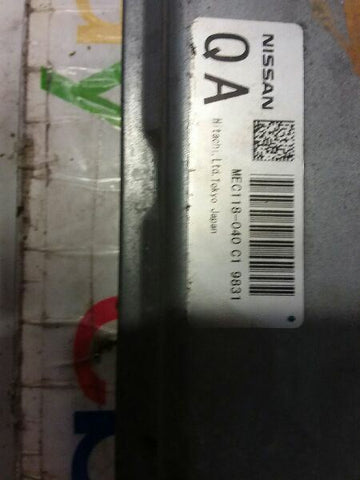 NISSAN
QA
MEC118-040 C1 9831
Hitachi, Ltd. Tokyo Japan